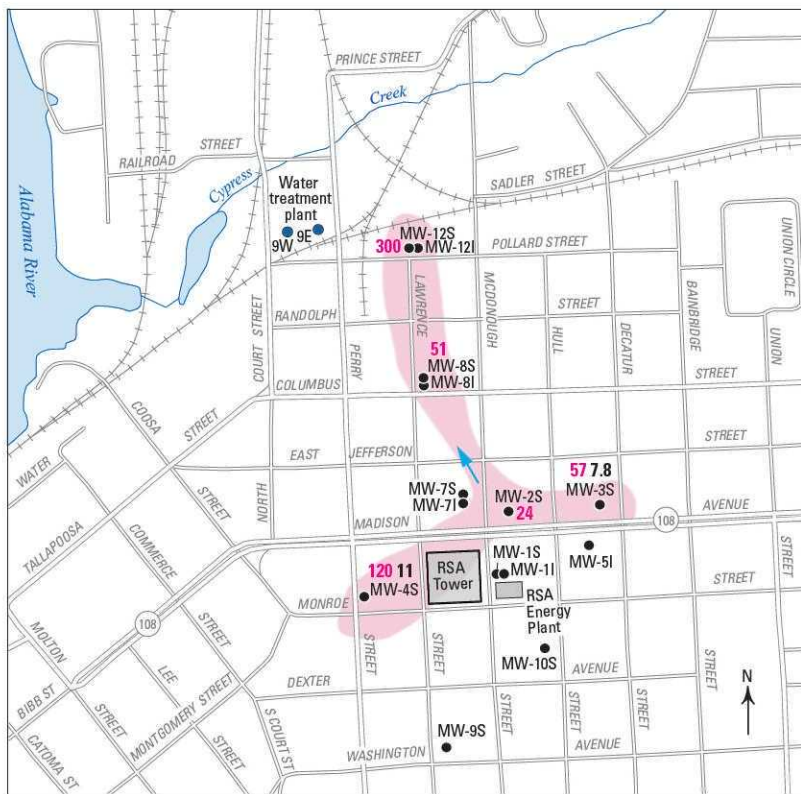 PRINCE STREET
Creek
RAILROAD STREET
Cypress
SADLER STREET
Water
treatment
plant
9W
9E
Alabama River
MW-12S
300
MW-12I
POLLARD STREET
UNION CIRCLE
LAWRENCE
MCDONOUGH
BAINBRIDGE
RANDOLPH
STREET
COURT STREET
PERRY
HULL
DECATUR
UNION
51
MW-8S
MW-8I
COLUMBUS
STREET
COOSA
STREET
WATER
EAST
JEFFERSON
STREET
57 7.8
MW-7S
MW-7I
MW-2S
24
MW-3S
NORTH
MADISON
AVENUE
108
TALLAPOOSA
STREET
COMMERCE
120 11
MW-4S
RSA
Tower
MW-1S
MW-1I
MW-5I
RSA
Energy
Plant
MONROE
STREET
MOLTON
108
STREET
LEE
MW-10S
STREET
STREET
STREET
STREET
STREET
N
DEXTER
AVENUE
BIBB ST
STREET
MONTGOMERY STREET
S COURT ST
STREET
CATOMA ST
STREET
MW-9S
WASHINGTON
AVENUE